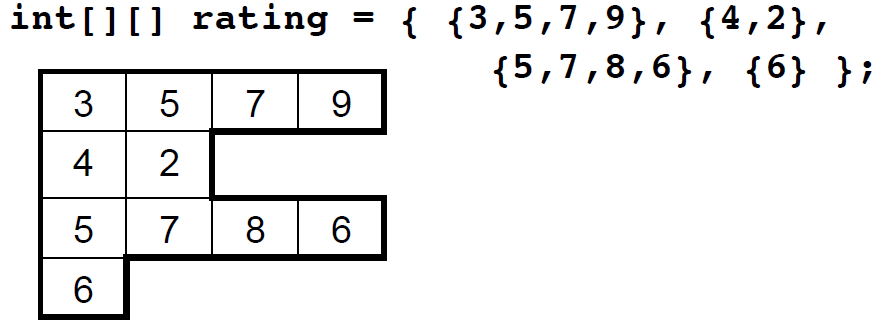 int[][] rating = { {3,5,7,9}, {4,2},
{5,7,8,6}, {6} };
3 5 7 9
4 2
5 7 8 6
6